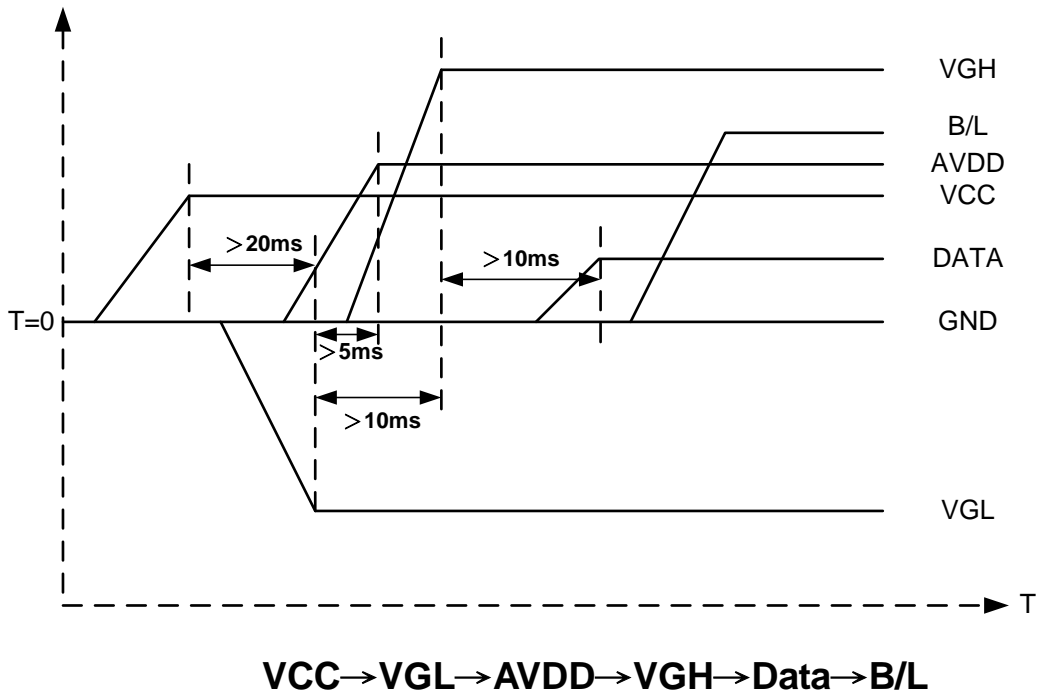 VGH
B/L
AVDD
VCC
>20ms
>10ms
DATA
T=0
GND
>5ms
>10ms
VGL
T
VCC→VGL→AVDD→VGH→Data→B/L